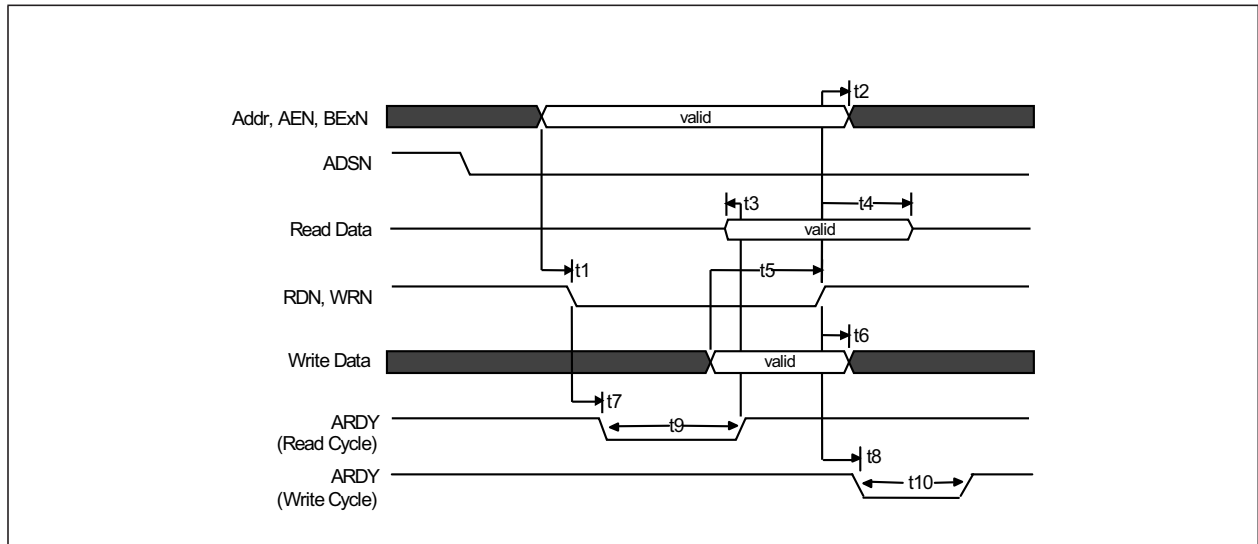 t2
Addr, AEN, BExN
valid
ADSN
t3
t4
Read Data
valid
t1
t5
RDN, WRN
t6
Write Data
valid
t7
ARDY
(Read Cycle)
t9
t8
ARDY
(Write Cycle)
t10